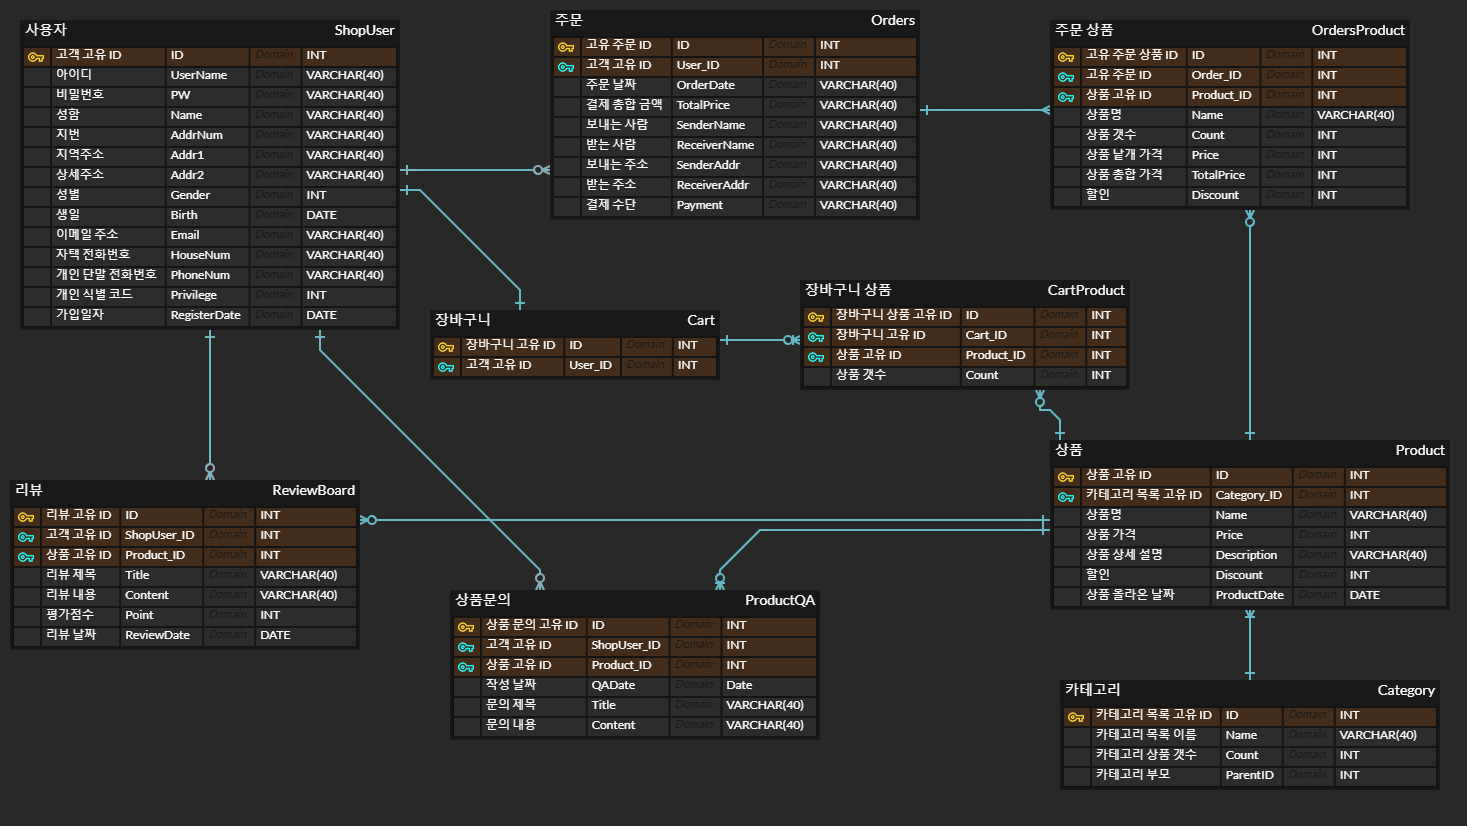 사용자 ShopUser
고객 고유 ID ID Domain INT
아이디 UserName Domain VARCHAR(40)
비밀번호 PW Domain VARCHAR(40)
성함 Name Domain VARCHAR(40)
지번 AddrNum Domain VARCHAR(40)
지역주소 Addr1 Domain VARCHAR(40)
상세주소 Addr2 Domain VARCHAR(40)
성별 Gender Domain INT
생일 Birth Domain DATE
이메일 주소 Email Domain VARCHAR(40)
자택 전화번호 HouseNum Domain VARCHAR(40)
개인 단말 전화번호 PhoneNum Domain VARCHAR(40)
개인 식별 코드 Privilege Domain INT
가입일자 RegisterDate Domain DATE
주문 Orders
고유 주문 ID ID Domain INT
고객 고유 ID User_ID Domain INT
주문 날짜 OrderDate Domain VARCHAR(40)
결제 총합 금액 TotalPrice Domain VARCHAR(40)
보내는 사람 SenderName Domain VARCHAR(40)
받는 사람 ReceiverName Domain VARCHAR(40)
보내는 주소 SenderAddr Domain VARCHAR(40)
받는 주소 ReceiverAddr Domain VARCHAR(40)
결제 수단 Payment Domain VARCHAR(40)
주문 상품 OrdersProduct
고유 주문 상품 ID ID Domain INT
고유 주문 ID Order_ID Domain INT
상품 고유 ID Product_ID Domain INT
상품명 Name Domain VARCHAR(40)
상품 갯수 Count Domain INT
상품 낱개 가격 Price Domain INT
상품 총합 가격 TotalPrice Domain INT
할인 Discount Domain INT
장바구니 Cart
장바구니 고유 ID ID Domain INT
고객 고유 ID User_ID Domain INT
장바구니 상품 CartProduct
장바구니 상품 고유 ID ID Domain INT
장바구니 고유 ID Cart_ID Domain INT
상품 고유 ID Product_ID Domain INT
상품 갯수 Count Domain INT
리뷰 ReviewBoard
리뷰 고유 ID ID Domain INT
고객 고유 ID ShopUser_ID Domain INT
상품 고유 ID Product_ID Domain INT
리뷰 제목 Title Domain VARCHAR(40)
리뷰 내용 Content Domain VARCHAR(40)
평가점수 Point Domain INT
리뷰 날짜 ReviewDate Domain DATE
상품문의 ProductQA
상품 문의 고유 ID ID Domain INT
고객 고유 ID ShopUser_ID Domain INT
상품 고유 ID Product_ID Domain INT
작성 날짜 QADate Domain Date
문의 제목 Title Domain VARCHAR(40)
문의 내용 Content Domain VARCHAR(40)
상품 Product
상품 고유 ID ID Domain INT
카테고리 목록 고유 ID Category_ID Domain INT
상품명 Name Domain VARCHAR(40)
상품 가격 Price Domain INT
상품 상세 설명 Description Domain VARCHAR(40)
할인 Discount Domain INT
상품 올라온 날짜 ProductDate Domain DATE
카테고리 Category
카테고리 목록 고유 ID ID Domain INT
카테고리 목록 이름 Name Domain VARCHAR(40)
카테고리 상품 갯수 Count Domain INT
카테고리 부모 ParentID Domain INT